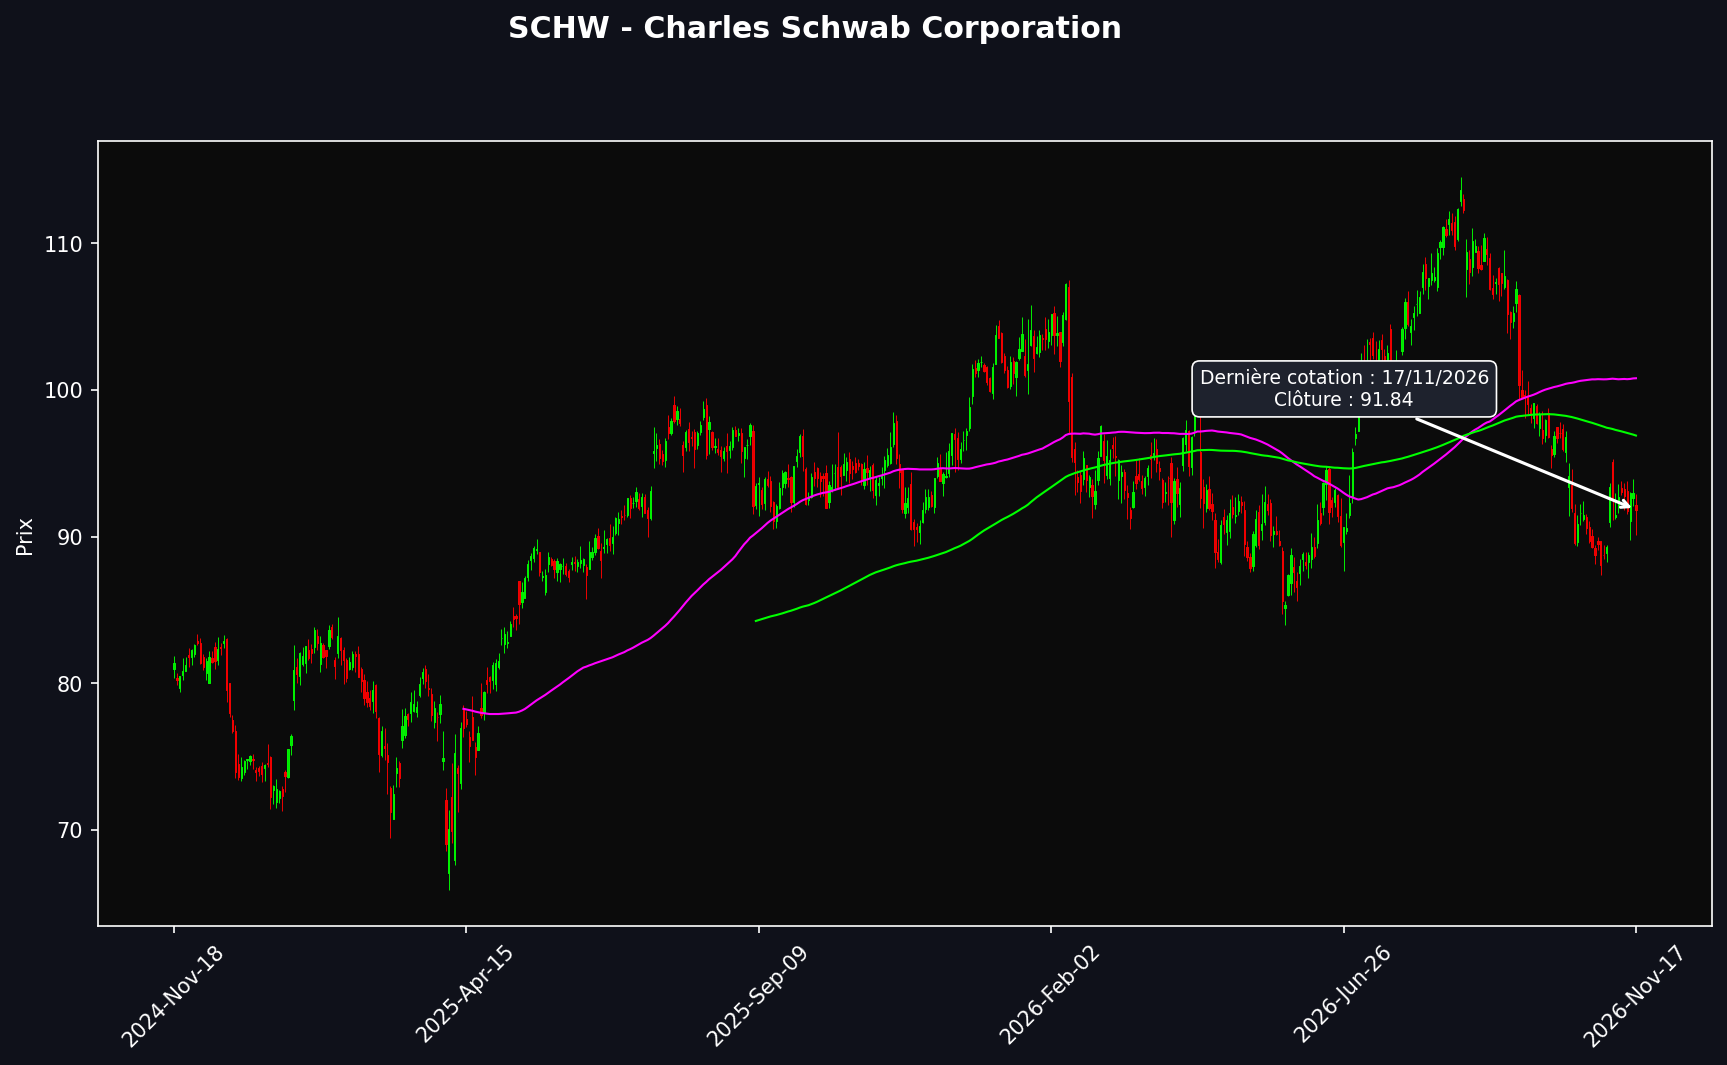 SCHW - Charles Schwab Corporation
Prix
110
100
90
80
70
Dernière cotation : 17/11/2026
Clôture : 91.84
2024-Nov-18
2025-Apr-15
2025-Sep-09
2026-Feb-02
2026-Jun-26
2026-Nov-17